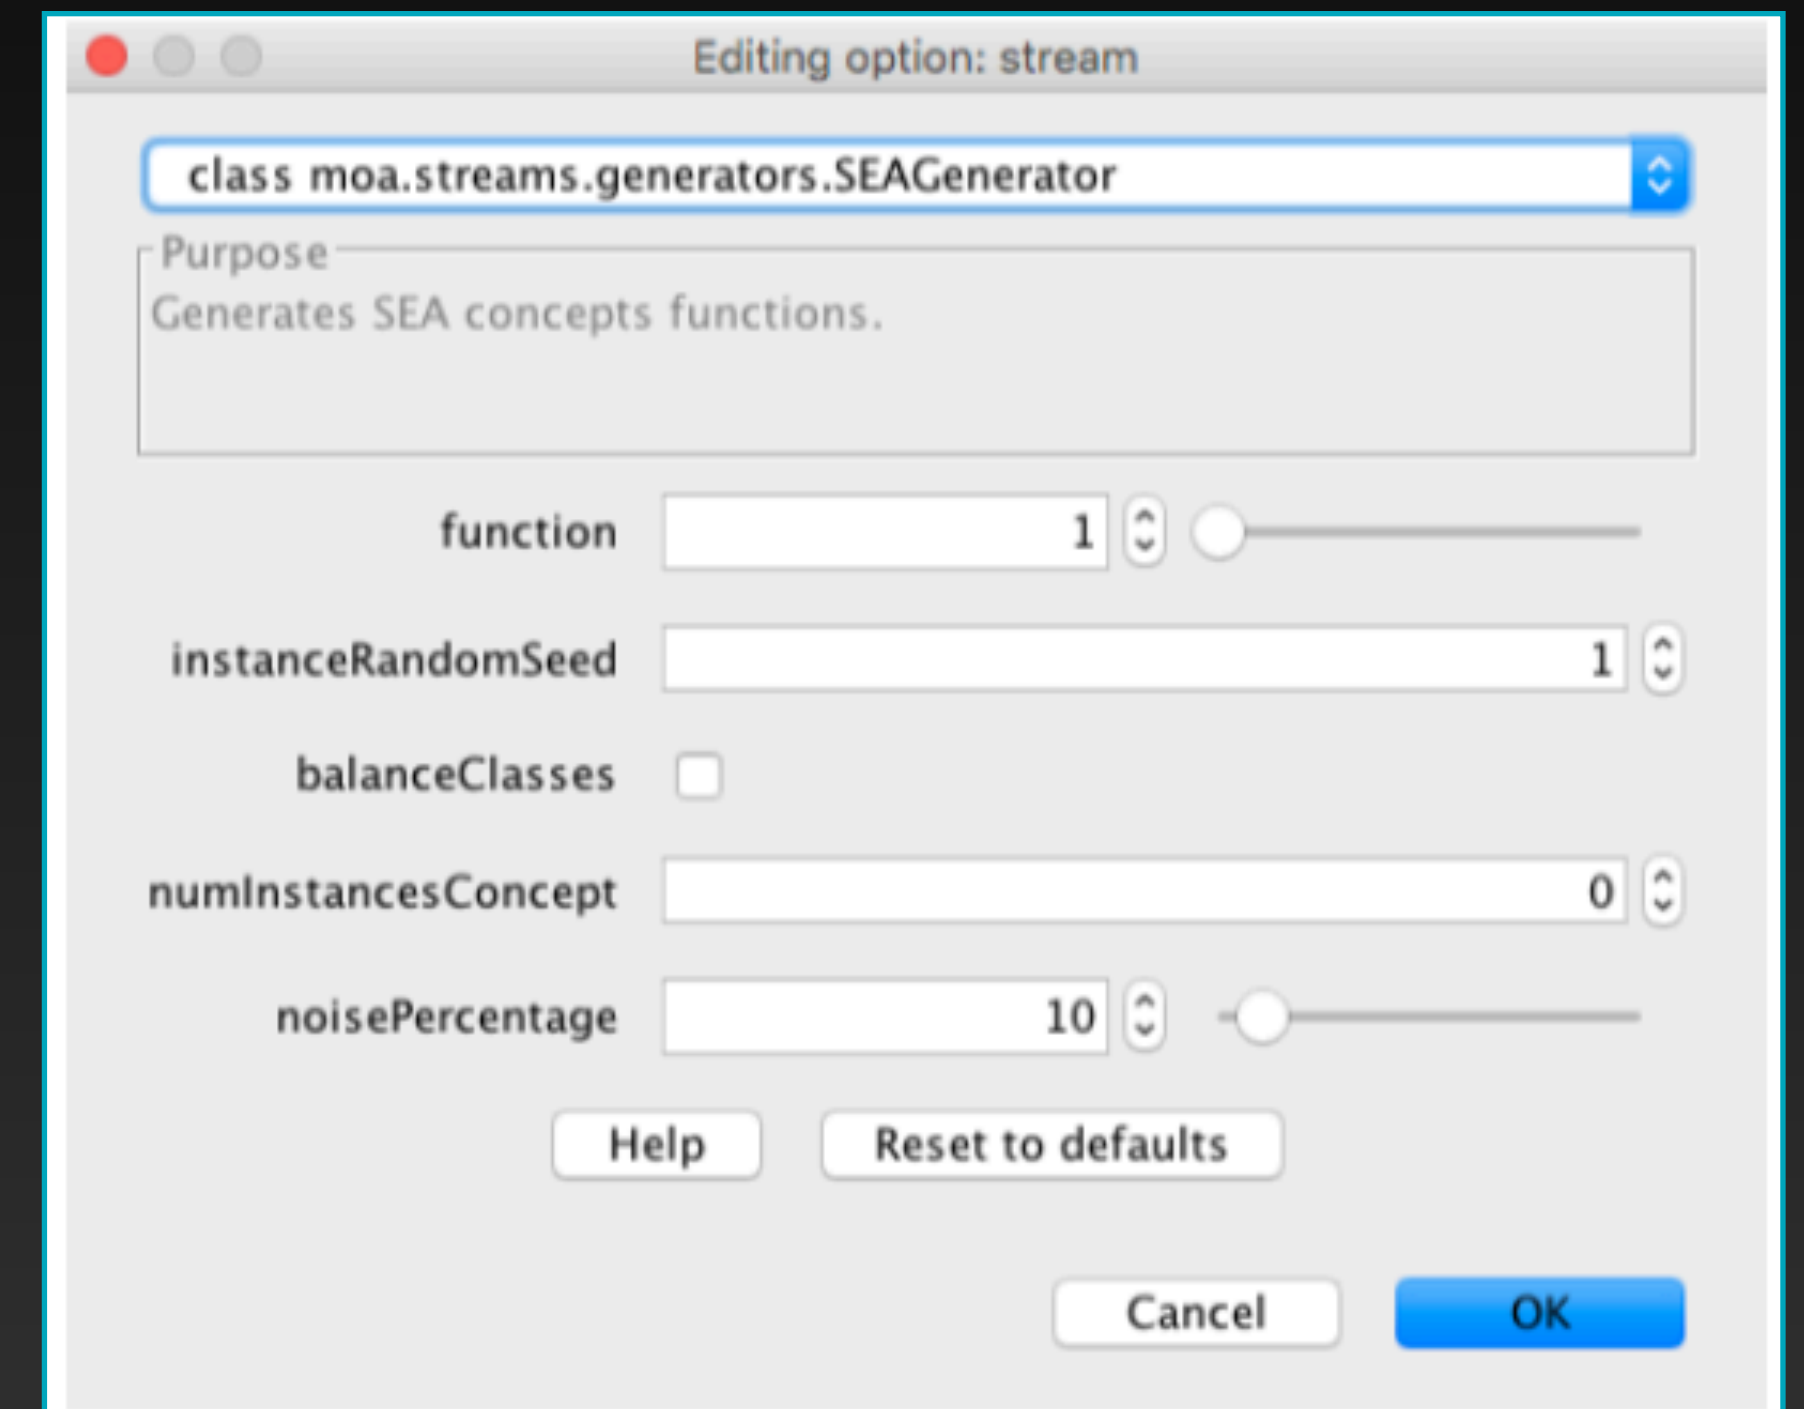 Editing option: stream
class moa.streams.generators.SEAGenerator
Purpose
Generates SEA concepts functions.
function 1
instanceRandomSeed 1
balanceClasses
numInstancesConcept 0
noisePercentage 10
Help Reset to defaults
Cancel OK